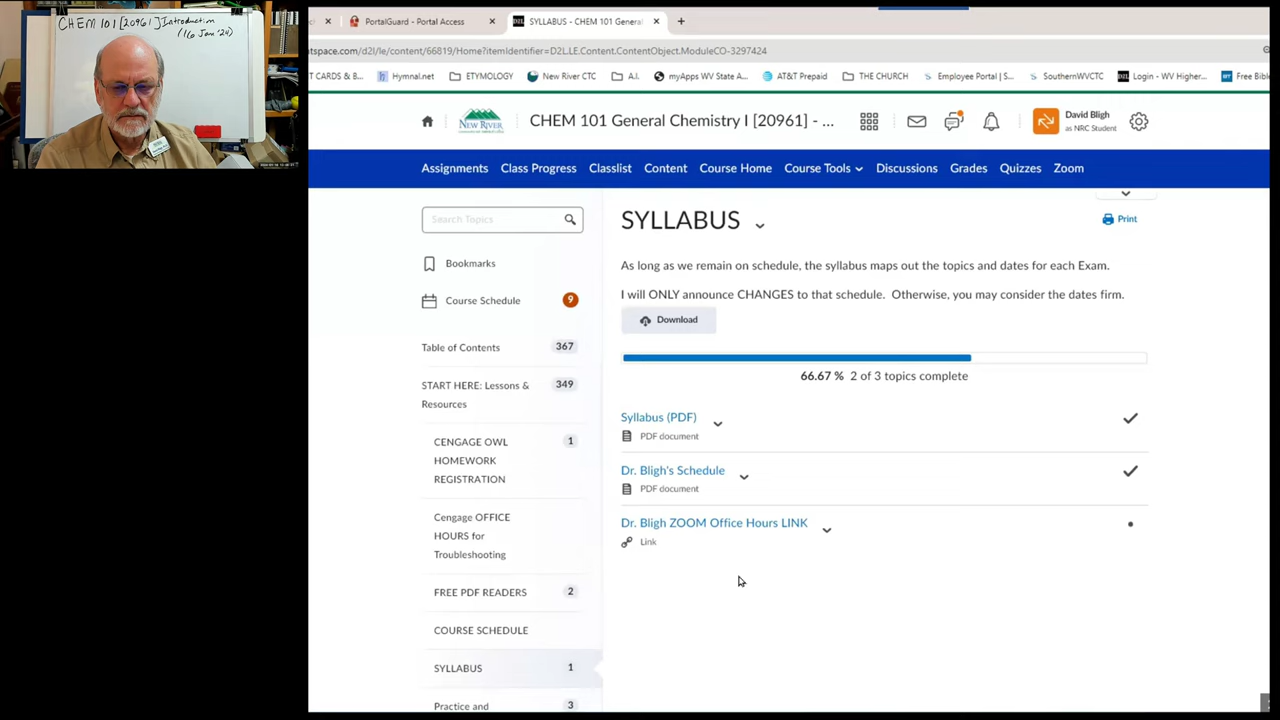 CHEM 101 [20961] Introduction
(16 Jan '24)
PortalGuard - Portal Access
SYLLABUS - CHEM 101 General
atspace.com/d2l/le/content/66819/Home?itemIdentifier=D2L.LE.Content.ContentObject.ModuleCO-3297424
IT CARDS & B...
Hymnal.net
ETYMOLOGY
New River CTC
A.I.
myApps WV State A...
AT&T Prepaid
THE CHURCH
Employee Portal | S...
SouthernWVCTC
Login - WV Higher...
Free Bible
NEW RIVER
CHEM 101 General Chemistry I [20961] - ...
David Bligh
as NRC Student
Assignments
Class Progress
Classlist
Content
Course Home
Course Tools
Discussions
Grades
Quizzes
Zoom
Search Topics
Bookmarks
Course Schedule 9
Table of Contents 367
START HERE: Lessons & 349
Resources
CENGAGE OWL 1
HOMEWORK
REGISTRATION
Cengage OFFICE
HOURS for
Troubleshooting
FREE PDF READERS 2
COURSE SCHEDULE
SYLLABUS 1
Practice and 3
SYLLABUS
Print
As long as we remain on schedule, the syllabus maps out the topics and dates for each Exam.
I will ONLY announce CHANGES to that schedule. Otherwise, you may consider the dates firm.
Download
66.67 % 2 of 3 topics complete
Syllabus (PDF)
PDF document
Dr. Bligh's Schedule
PDF document
Dr. Bligh ZOOM Office Hours LINK
Link